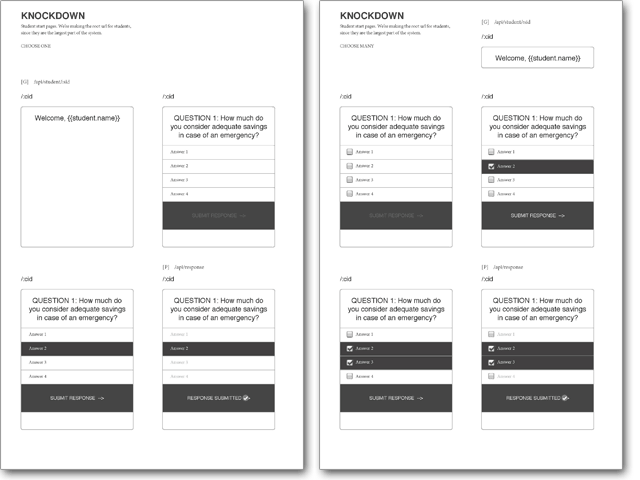 KNOCKDOWN
Student start pages. We're making the root url for students,
since they are the largest part of the system.
CHOOSE ONE
[G] /api/student/oid
/:cid
Welcome, {{student.name}}
/:cid
QUESTION 1: How much do
you consider adequate savings
in case of an emergency?
Answer 1
Answer 2
Answer 3
Answer 4
SUBMIT RESPONSE -->
/:cid
QUESTION 1: How much do
you consider adequate savings
in case of an emergency?
Answer 1
Answer 2
Answer 3
Answer 4
SUBMIT RESPONSE -->
[P] /api/response
/:cid
QUESTION 1: How much do
you consider adequate savings
in case of an emergency?
Answer 1
Answer 2
Answer 3
Answer 4
RESPONSE SUBMITTED
KNOCKDOWN
Student start pages. We're making the root url for students,
since they are the largest part of the system.
CHOOSE MANY
[G] /api/student/oid
/:cid
Welcome, {{student.name}}
/:cid
QUESTION 1: How much do
you consider adequate savings
in case of an emergency?
Answer 1
Answer 2
Answer 3
Answer 4
SUBMIT RESPONSE -->
/:cid
QUESTION 1: How much do
you consider adequate savings
in case of an emergency?
Answer 1
Answer 2
Answer 3
Answer 4
SUBMIT RESPONSE -->
/:cid
QUESTION 1: How much do
you consider adequate savings
in case of an emergency?
Answer 1
Answer 2
Answer 3
Answer 4
SUBMIT RESPONSE -->
[P] /api/response
/:cid
QUESTION 1: How much do
you consider adequate savings
in case of an emergency?
Answer 1
Answer 2
Answer 3
Answer 4
RESPONSE SUBMITTED